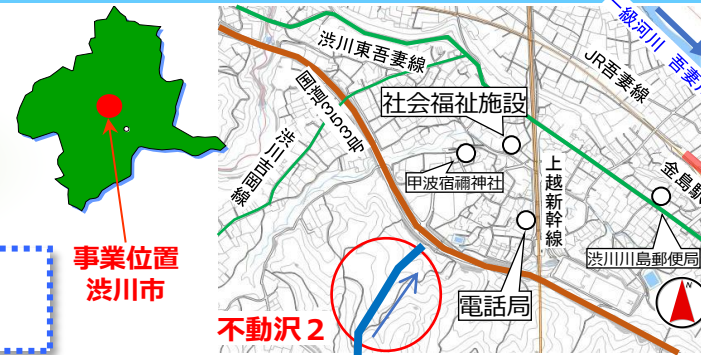 事業位置
渋川市
渋川東吾妻線
国道353号
渋川吉岡線
社会福祉施設
甲波宿禰神社
上越新幹線
JR吾妻線
一級河川 吾妻川
金島駅
渋川川島郵便局
電話局
不動沢2